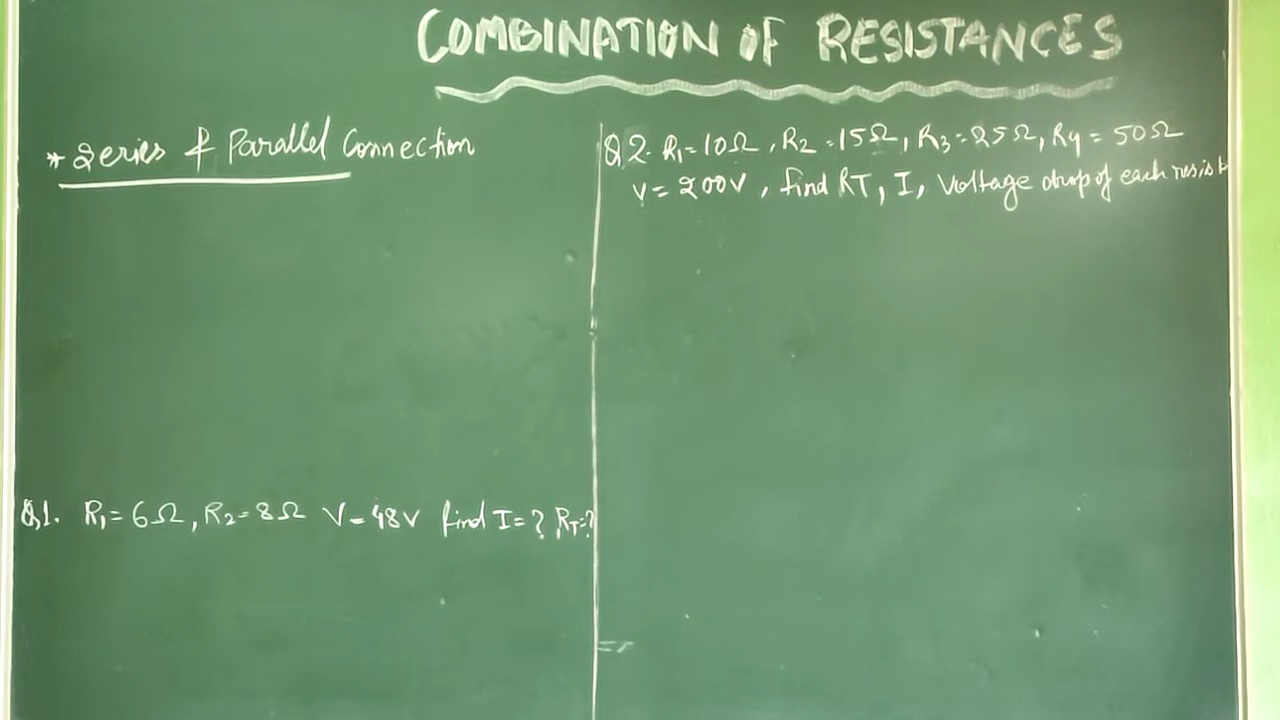 COMBINATION OF RESISTANCES
* Series & Parallel Connection
Q1. R1=6Ω, R2=8Ω V=48V find I=? RT=?
Q2. R1=10Ω, R2=15Ω, R3=25Ω, R4=50Ω
V=200V, find RT, I, Voltage drop of each resist